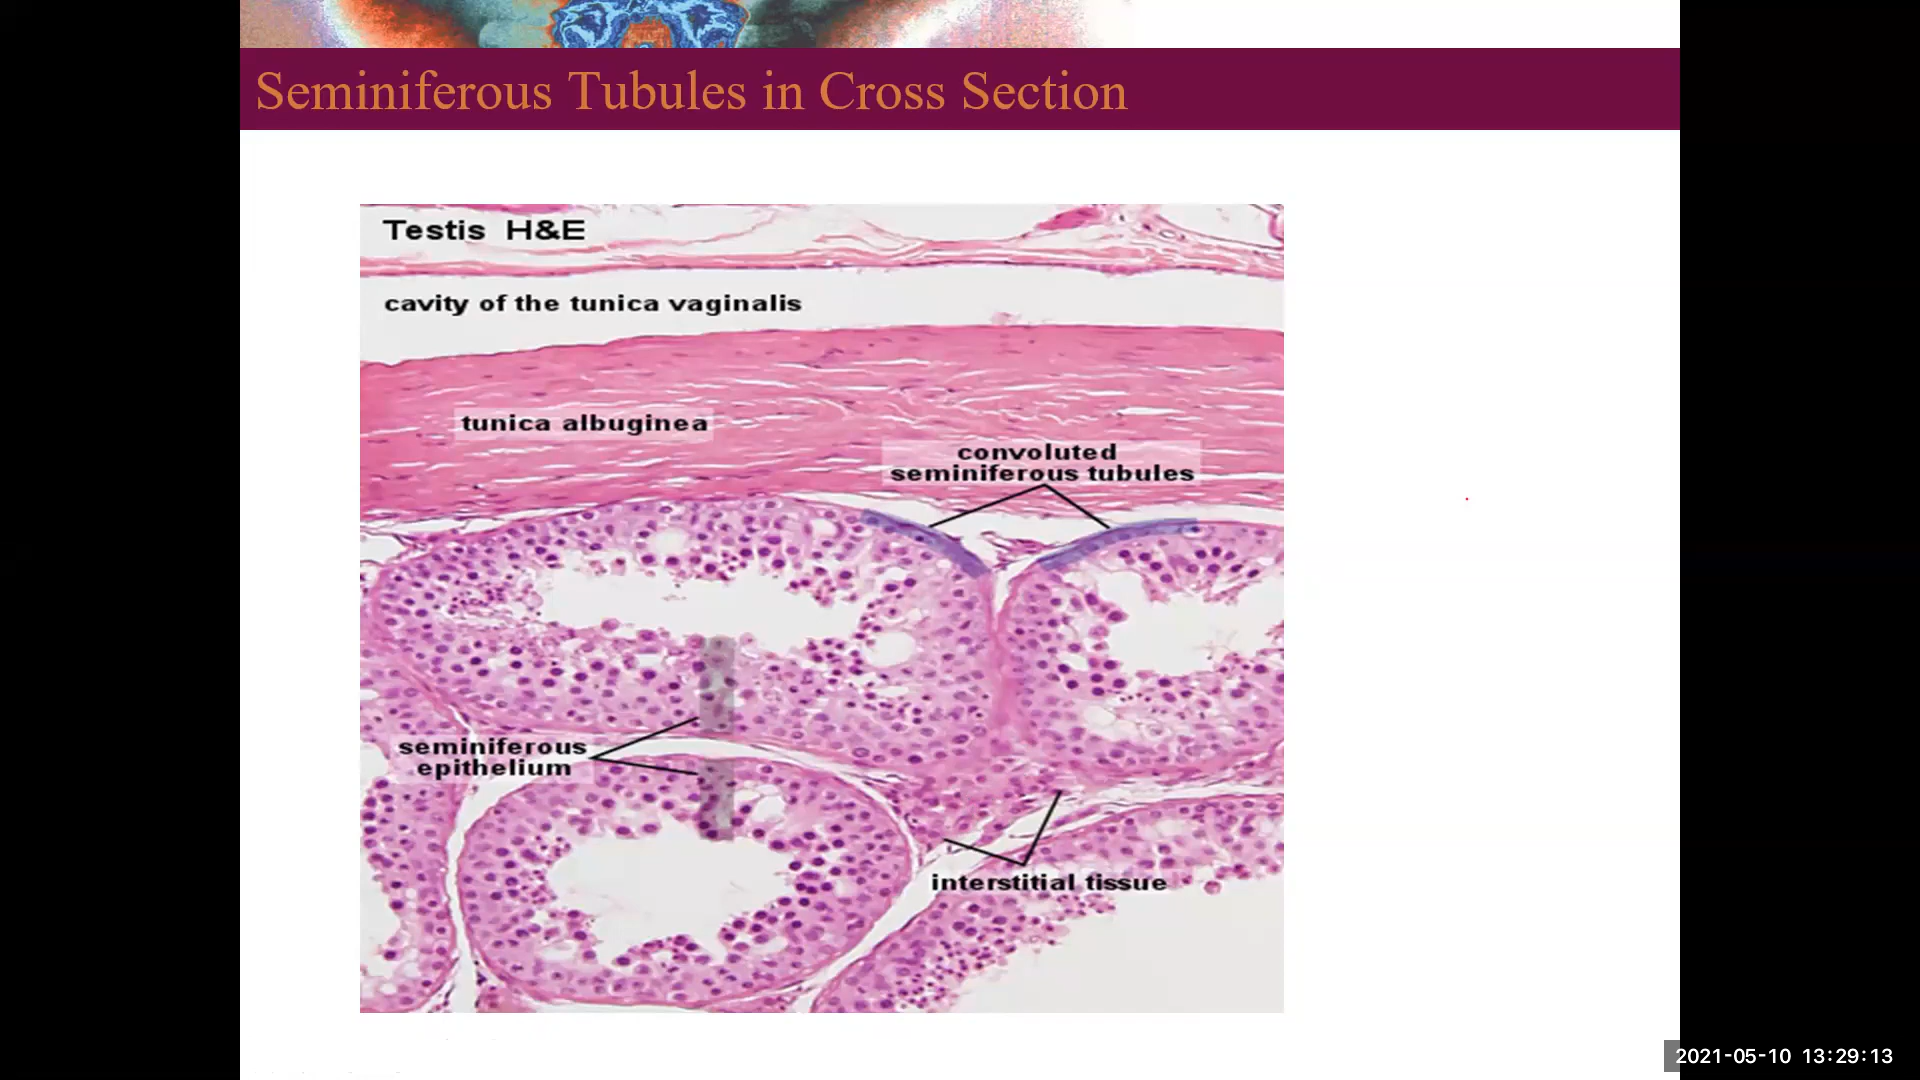 Seminiferous Tubules in Cross Section
Testis H&E
cavity of the tunica vaginalis
tunica albuginea
convoluted
seminiferous tubules
seminiferous
epithelium
interstitial tissue
2021-05-10 13:29:13